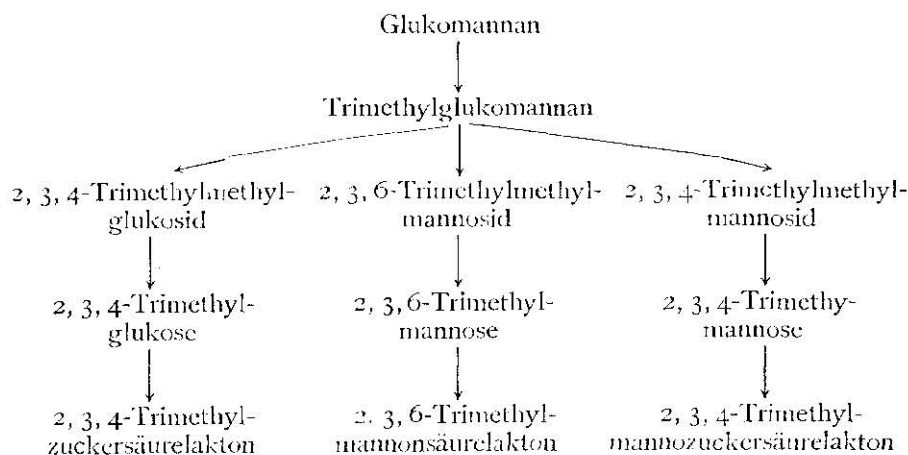 Glukomannan
Trimethylglukomannan
2, 3, 4-Trimethylmethyl- 2, 3, 6-Trimethylmethyl- 2, 3, 4-Trimethylmethyl-
glukosid mannosid mannosid
2, 3, 4-Trimethyl- 2, 3, 6-Trimethyl- 2, 3, 4-Trimethy-
glukose mannose mannose
2, 3, 4-Trimethyl- 2. 3, 6-Trimethyl- 2, 3, 4-Trimethyl-
zuckersäurelakton mannonsäurelakton mannozuckersäurelakton